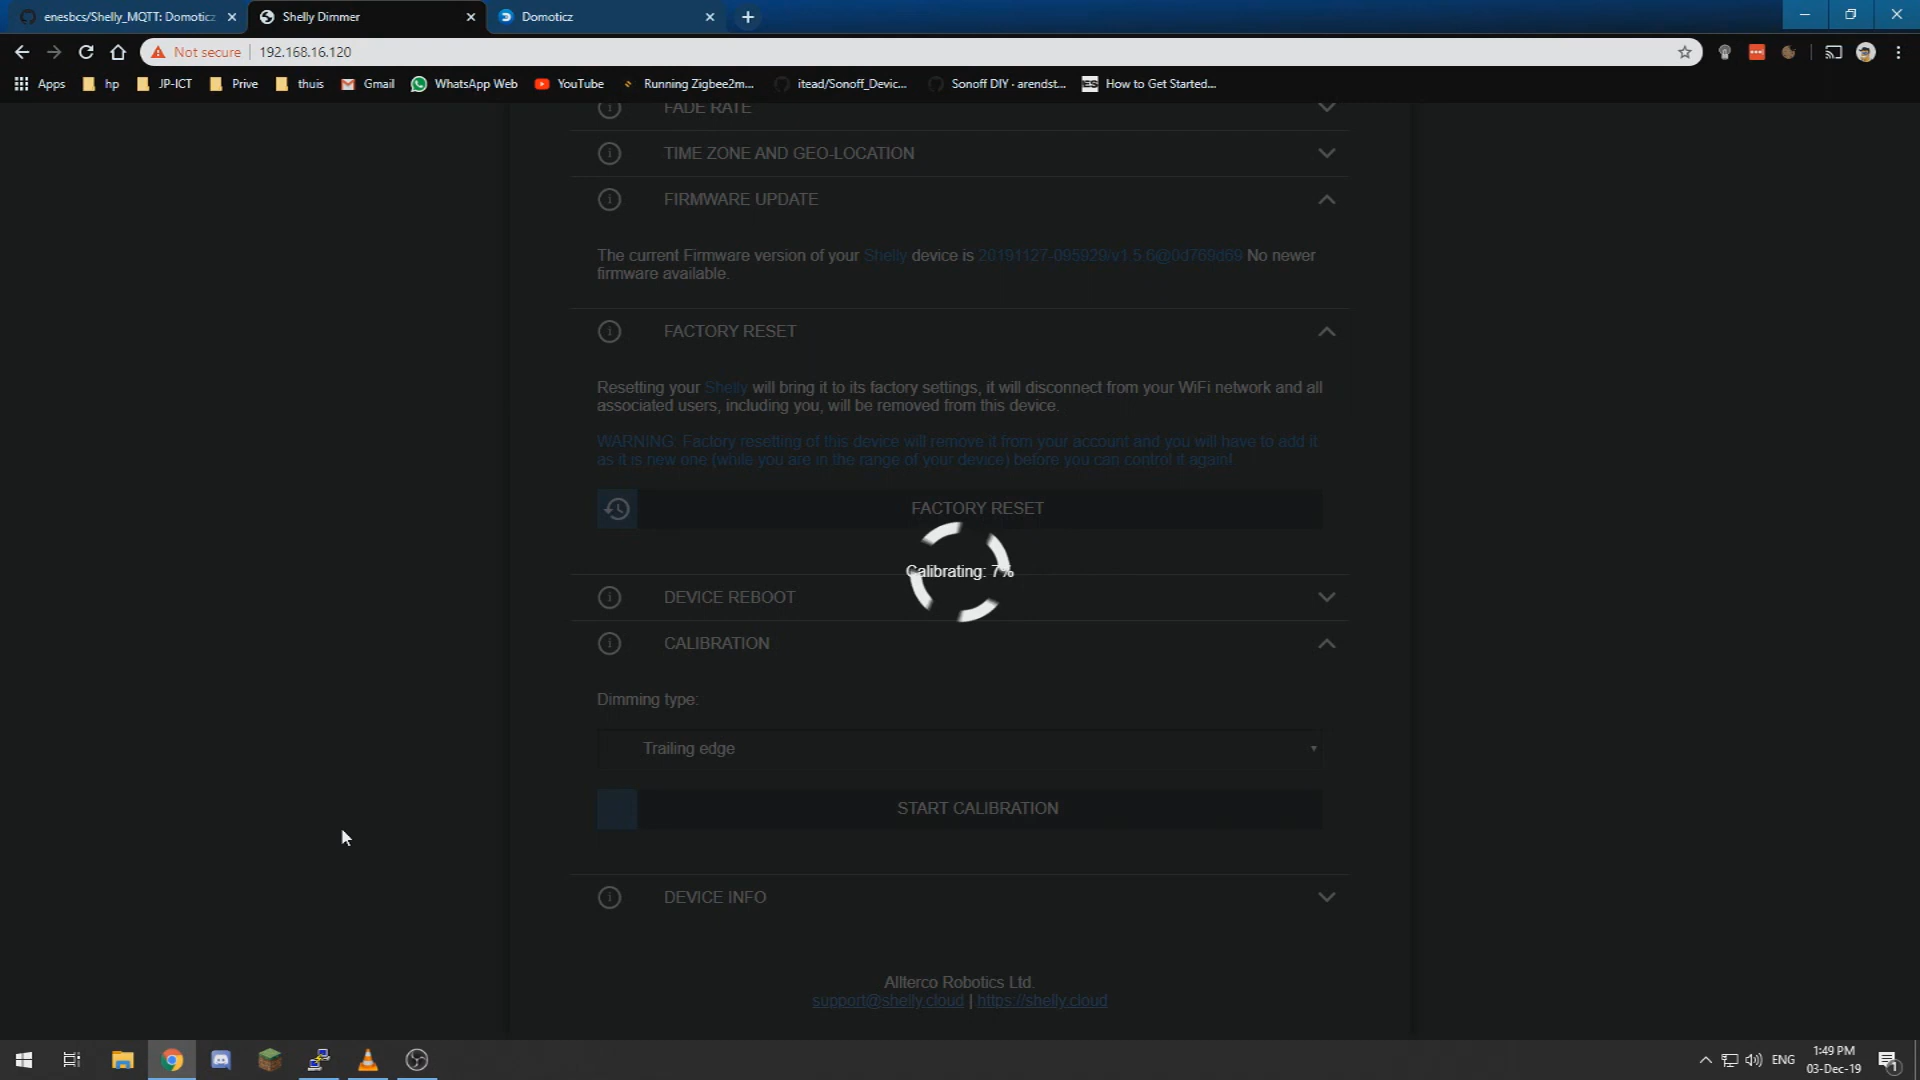 enesbcs/Shelly_MQTT: Domoticz
Shelly Dimmer
Domoticz
Not secure
192.168.16.120
Apps
hp
JP-ICT
Prive
thuis
Gmail
WhatsApp Web
YouTube
Running Zigbee2m...
itead/Sonoff_Devic...
Sonoff DIY · arendst...
How to Get Started...
FADE RATE
TIME ZONE AND GEO-LOCATION
FIRMWARE UPDATE
The current Firmware version of your Shelly device is 20191127-095929/v1.5.6@0d769d69 No newer
firmware available.
FACTORY RESET
Resetting your Shelly will bring it to its factory settings, it will disconnect from your WiFi network and all
associated users, including you, will be removed from this device.
WARNING: Factory resetting of this device will remove it from your account and you will have to add it
as it is new one (while you are in the range of your device) before you can control it again!
FACTORY RESET
Calibrating: 7%
DEVICE REBOOT
CALIBRATION
Dimming type:
Trailing edge
START CALIBRATION
DEVICE INFO
Allterco Robotics Ltd.
support@shelly.cloud | https://shelly.cloud
ENG
1:49 PM
03-Dec-19
1